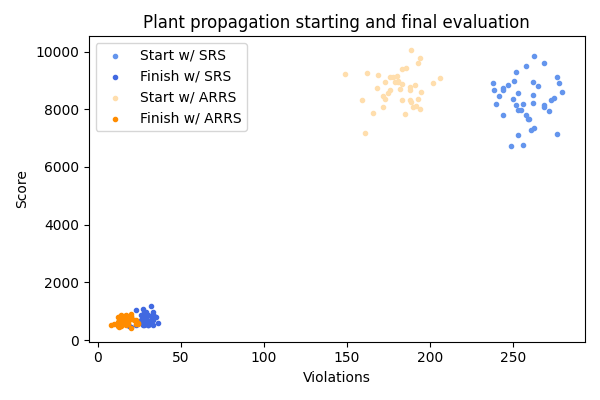 Plant propagation starting and final evaluation
Start w/ SRS
Finish w/ SRS
Start w/ ARRS
Finish w/ ARRS
Score
10000
8000
6000
4000
2000
0
0 50 100 150 200 250
Violations